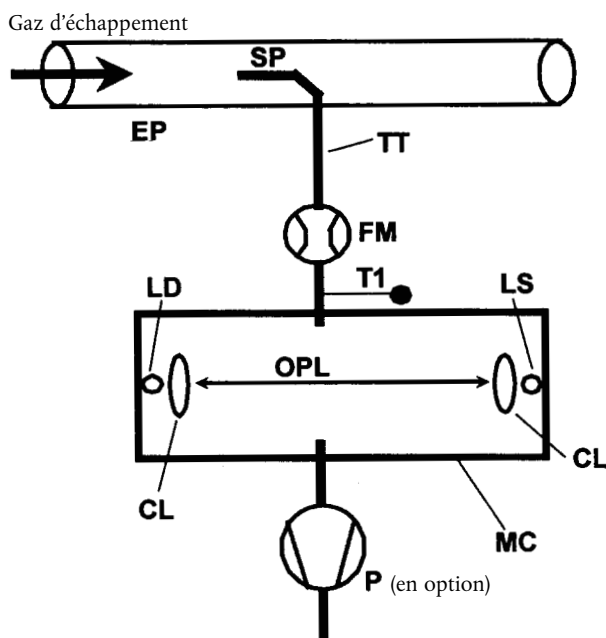 Gaz d'échappement
SP
EP
TT
FM
T1
LD
LS
OPL
CL
CL
MC
P (en option)